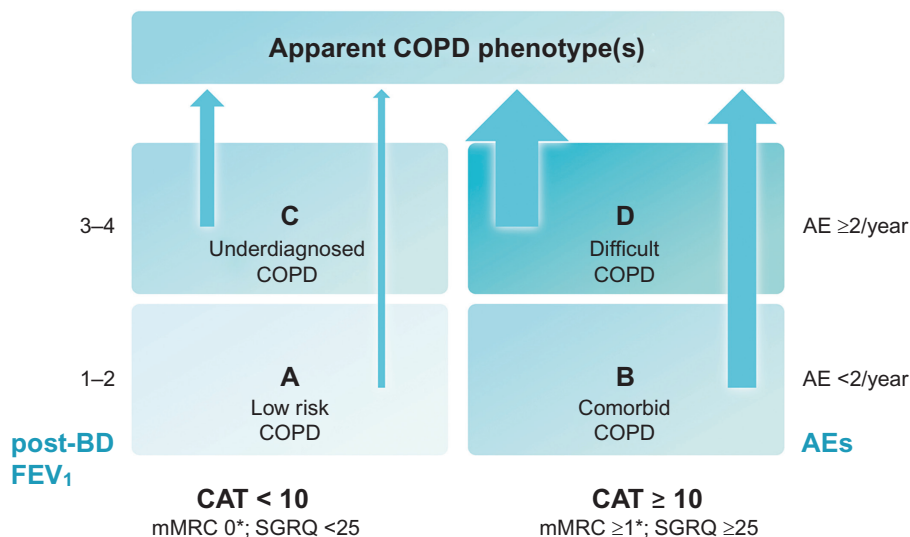 Apparent COPD phenotype(s)
3–4
C
Underdiagnosed
COPD
D
Difficult
COPD
AE ≥2/year
1–2
A
Low risk
COPD
B
Comorbid
COPD
AE <2/year
post-BD
FEV₁
AEs
CAT < 10
mMRC 0*; SGRQ <25
CAT ≥ 10
mMRC ≥1*; SGRQ ≥25